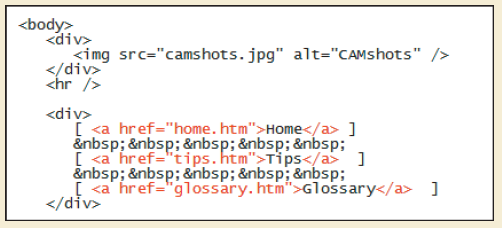 <body>
<div>
<img src="camshots.jpg" alt="CAMshots" />
</div>
<hr />
<div>
[ <a href="home.htm">Home</a> ]
&nbsp;&nbsp;&nbsp;&nbsp;&nbsp;
[ <a href="tips.htm">Tips</a>  ]
&nbsp;&nbsp;&nbsp;&nbsp;&nbsp;
[ <a href="glossary.htm">Glossary</a>  ]
</div>